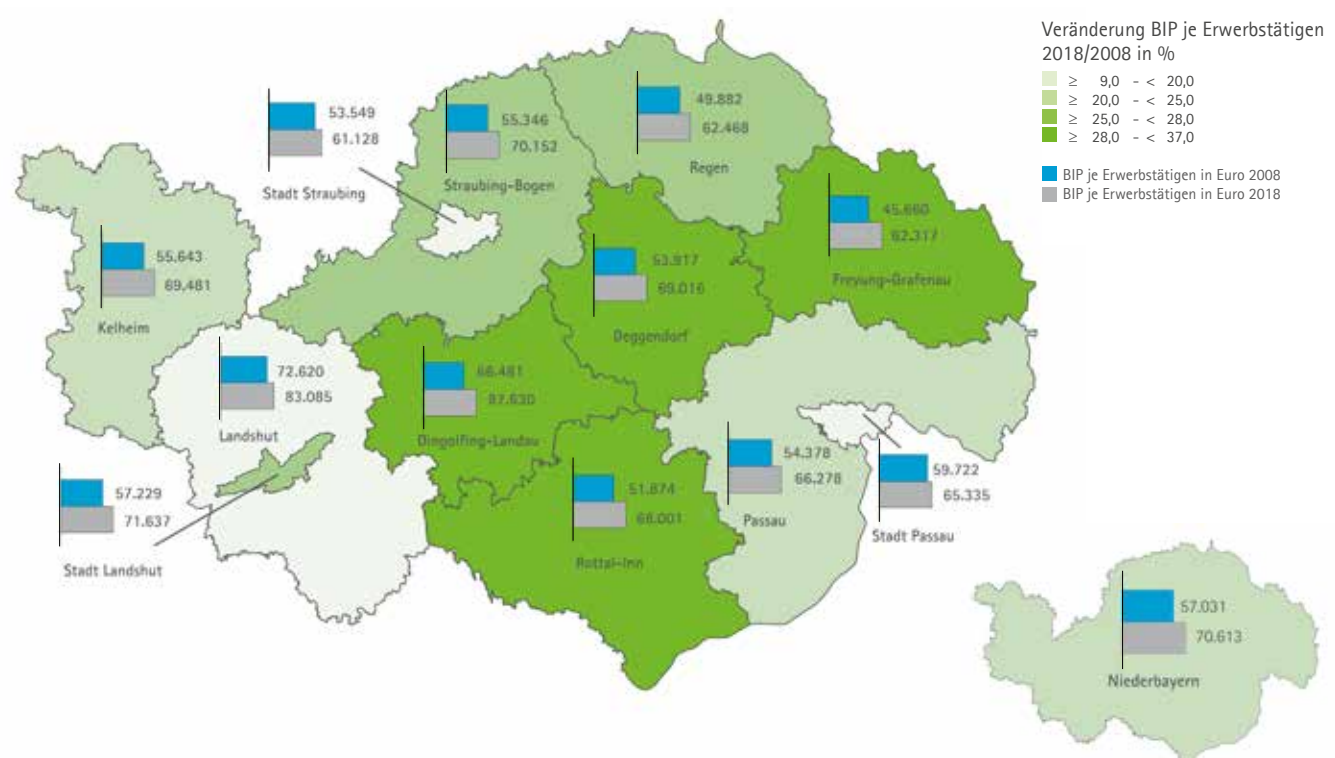 Veränderung BIP je Erwerbstätigen
2018/2008 in %
≥ 9,0 - < 20,0
≥ 20,0 - < 25,0
≥ 25,0 - < 28,0
≥ 28,0 - < 37,0
BIP je Erwerbstätigen in Euro 2008
BIP je Erwerbstätigen in Euro 2018
53.549
61.128
Stadt Straubing
55.346
70.152
Straubing-Bogen
49.882
62.468
Regen
45.660
62.317
Freyung-Grafenau
55.643
69.481
Kelheim
53.917
69.016
Deggendorf
72.620
83.085
Landshut
66.481
87.630
Dingolfing-Landau
57.229
71.637
Stadt Landshut
51.874
66.001
Rottal-Inn
54.378
66.278
Passau
59.722
65.335
Stadt Passau
57.031
70.613
Niederbayern